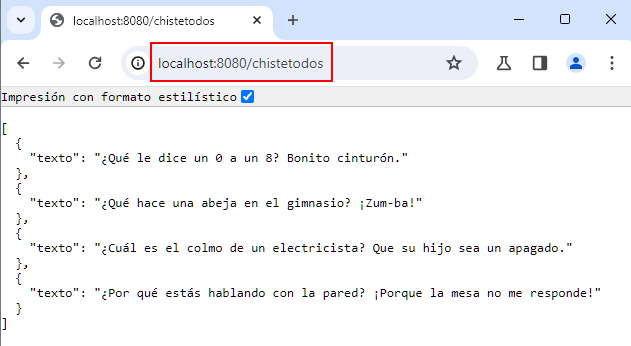 localhost:8080/chistetodos
localhost:8080/chistetodos
Impresión con formato estilístico
[
  {
    "texto": "¿Qué le dice un 0 a un 8? Bonito cinturón."
  },
  {
    "texto": "¿Qué hace una abeja en el gimnasio? ¡Zum-ba!"
  },
  {
    "texto": "¿Cuál es el colmo de un electricista? Que su hijo sea un apagado."
  },
  {
    "texto": "¿Por qué estás hablando con la pared? ¡Porque la mesa no me responde!"
  }
]